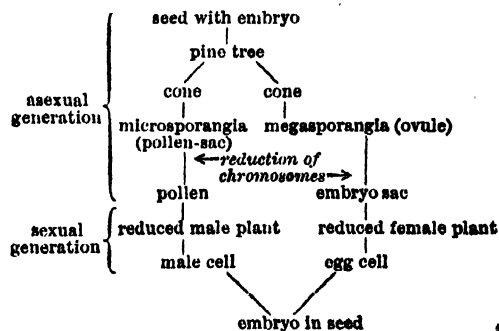 seed with embryo
pine tree
cone cone
asexual generation
microsporangia megasporangia (ovule)
(pollen-sac)
←reduction of
chromosomes→
pollen embryo sac
sexual generation
reduced male plant reduced female plant
male cell egg cell
embryo in seed